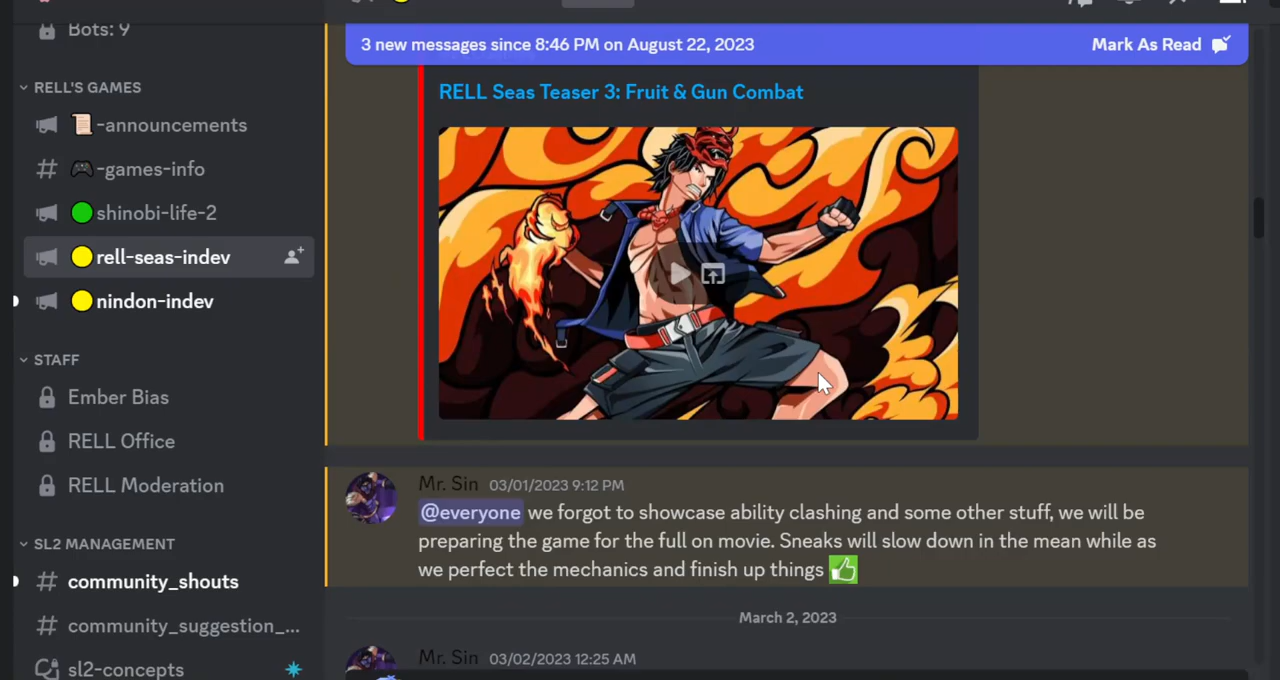 Bots: 9
RELL'S GAMES
📜-announcements
🎮-games-info
shinobi-life-2
rell-seas-indev
nindon-indev
STAFF
Ember Bias
RELL Office
RELL Moderation
SL2 MANAGEMENT
community_shouts
community_suggestion_...
sl2-concepts
3 new messages since 8:46 PM on August 22, 2023
Mark As Read
RELL Seas Teaser 3: Fruit & Gun Combat
Mr. Sin 03/01/2023 9:12 PM
@everyone we forgot to showcase ability clashing and some other stuff, we will be
preparing the game for the full on movie. Sneaks will slow down in the mean while as
we perfect the mechanics and finish up things 👍
March 2, 2023
Mr. Sin 03/02/2023 12:25 AM